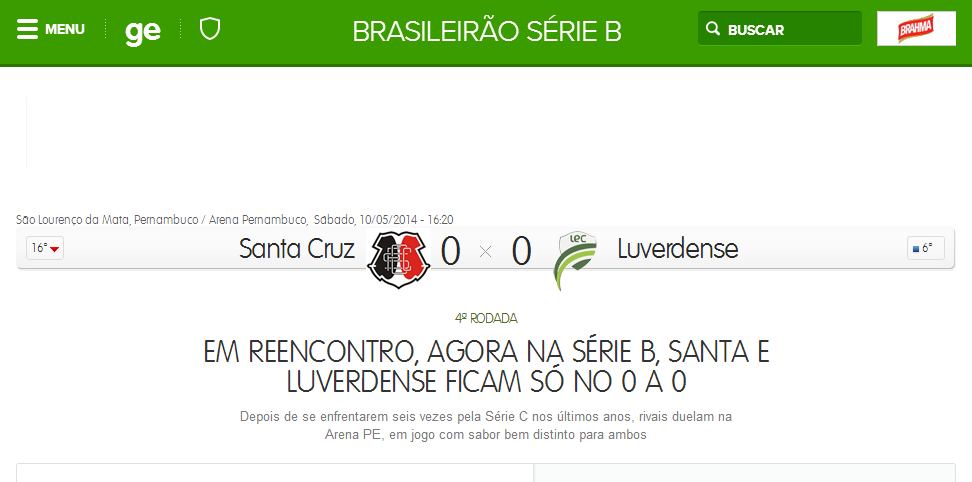 MENU
ge
BRASILEIRÃO SÉRIE B
BUSCAR
BRAHMA
São Lourenço da Mata, Pernambuco / Arena Pernambuco, Sábado, 10/05/2014 - 16:20
16° Santa Cruz 0 × 0 LEC Luverdense 6°
4ª RODADA
EM REENCONTRO, AGORA NA SÉRIE B, SANTA E
LUVERDENSE FICAM SÓ NO 0 A 0
Depois de se enfrentarem seis vezes pela Série C nos últimos anos, rivais duelam na
Arena PE, em jogo com sabor bem distinto para ambos